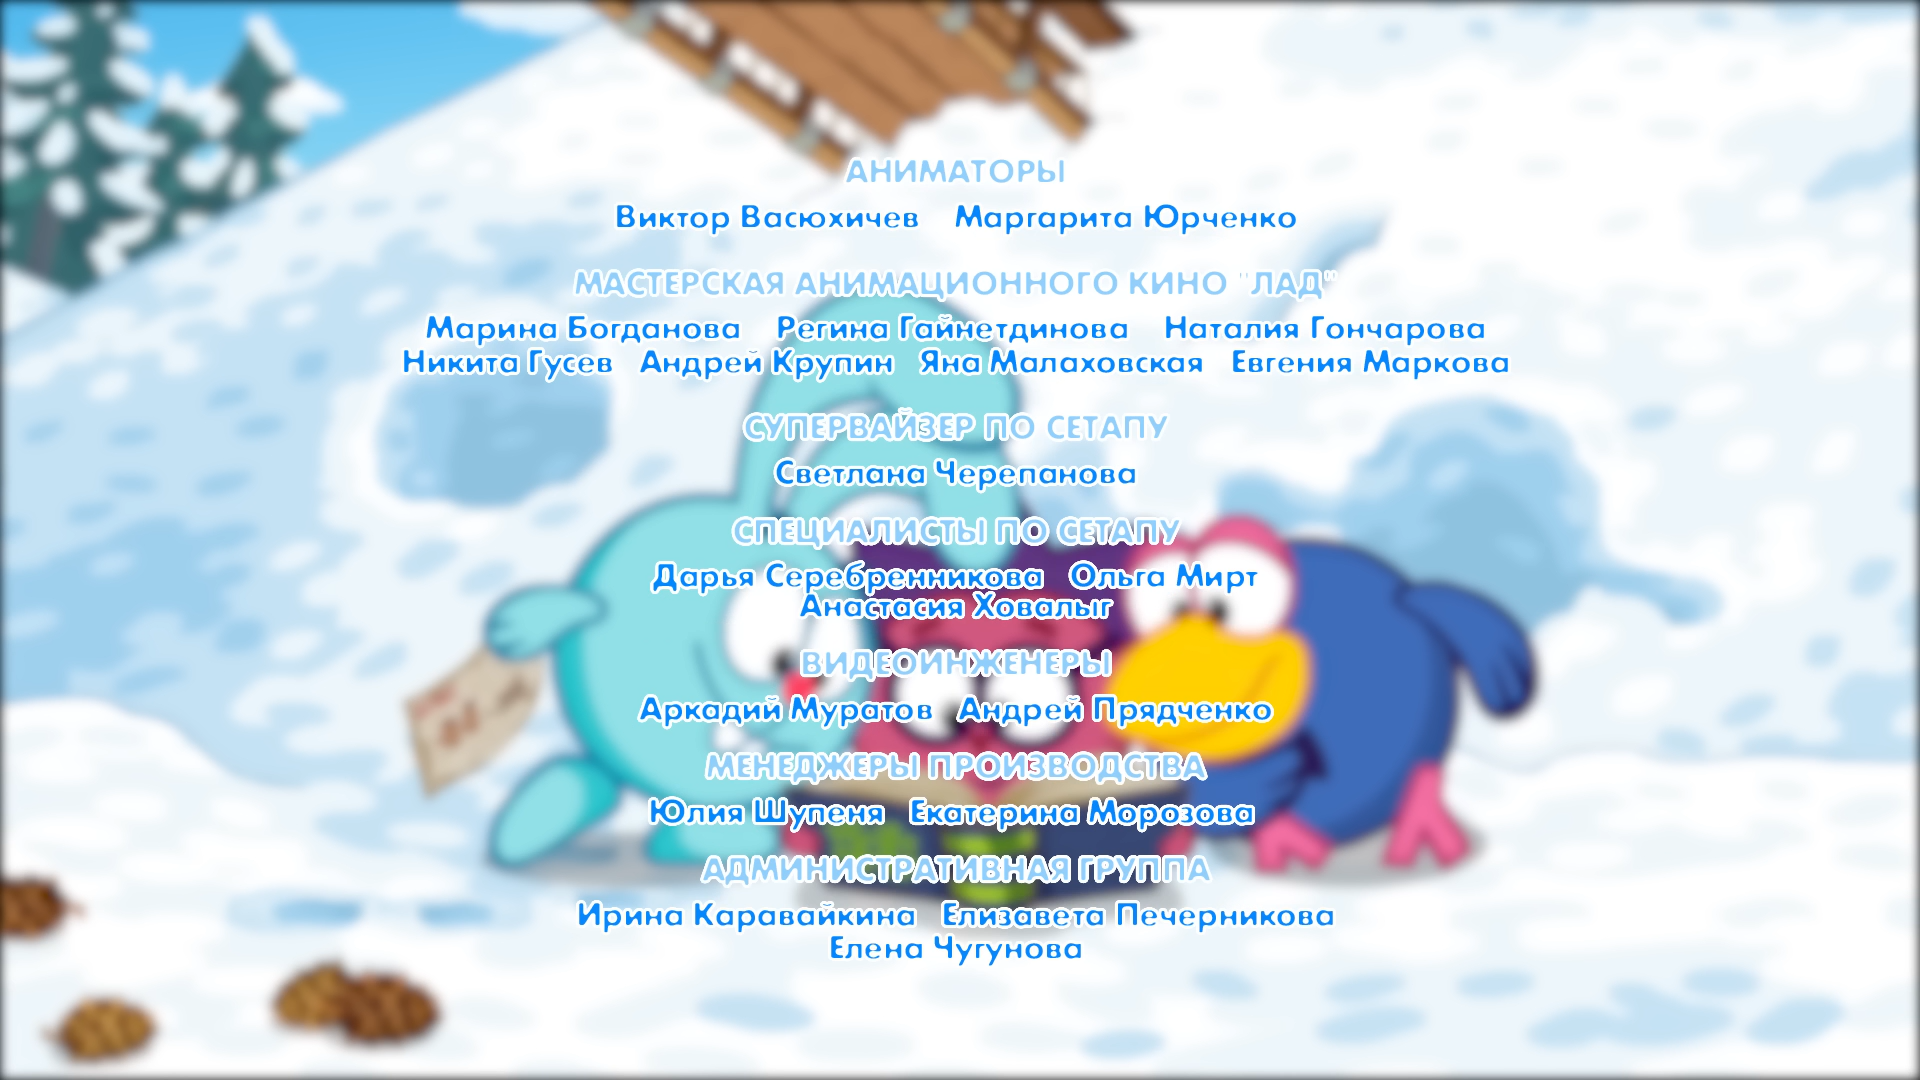 АНИМАТОРЫ
Виктор Васюхичев Маргарита Юрченко
МАСТЕРСКАЯ АНИМАЦИОННОГО КИНО "ЛАД"
Марина Богданова Регина Гайнетдинова Наталия Гончарова
Никита Гусев Андрей Крупин Яна Малаховская Евгения Маркова
СУПЕРВАЙЗЕР ПО СЕТАПУ
Светлана Черепанова
СПЕЦИАЛИСТЫ ПО СЕТАПУ
Дарья Серебренникова Ольга Мирт
Анастасия Ховалыг
ВИДЕОИНЖЕНЕРЫ
Аркадий Муратов Андрей Прядченко
МЕНЕДЖЕРЫ ПРОИЗВОДСТВА
Юлия Шупеня Екатерина Морозова
АДМИНИСТРАТИВНАЯ ГРУППА
Ирина Каравайкина Елизавета Печерникова
Елена Чугунова